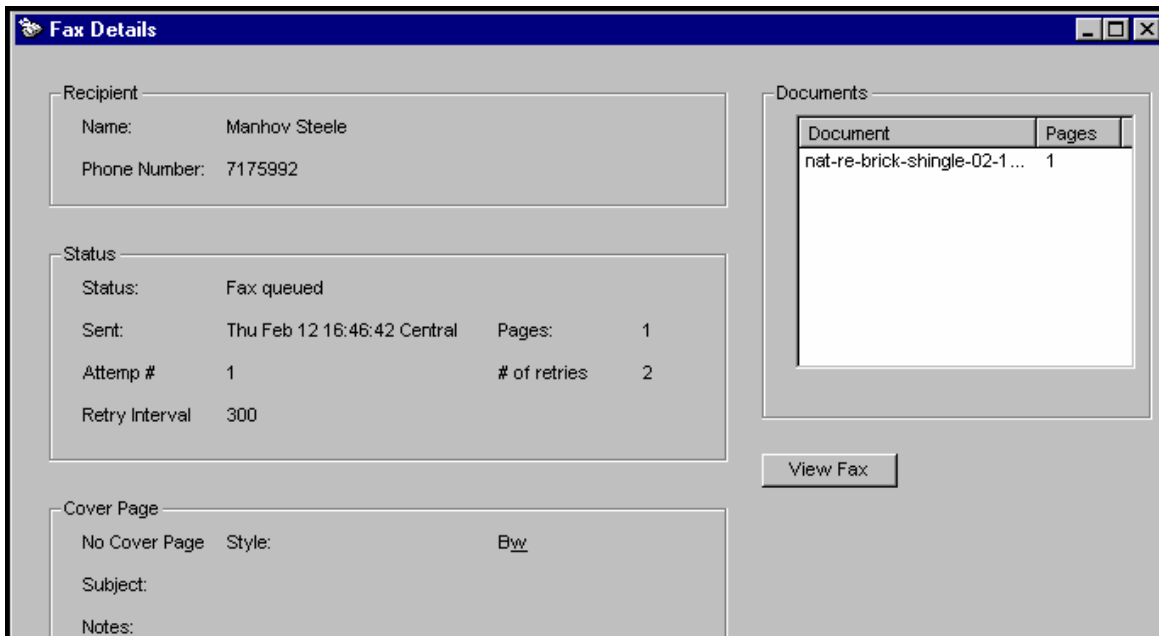 Fax Details
Recipient
Name: Manhov Steele
Phone Number: 7175992
Status
Status: Fax queued
Sent: Thu Feb 12 16:46:42 Central Pages: 1
Attemp # 1 # of retries 2
Retry Interval 300
Cover Page
No Cover Page Style: Bw
Subject:
Notes:
Documents
Document Pages
nat-re-brick-shingle-02-1... 1
View Fax